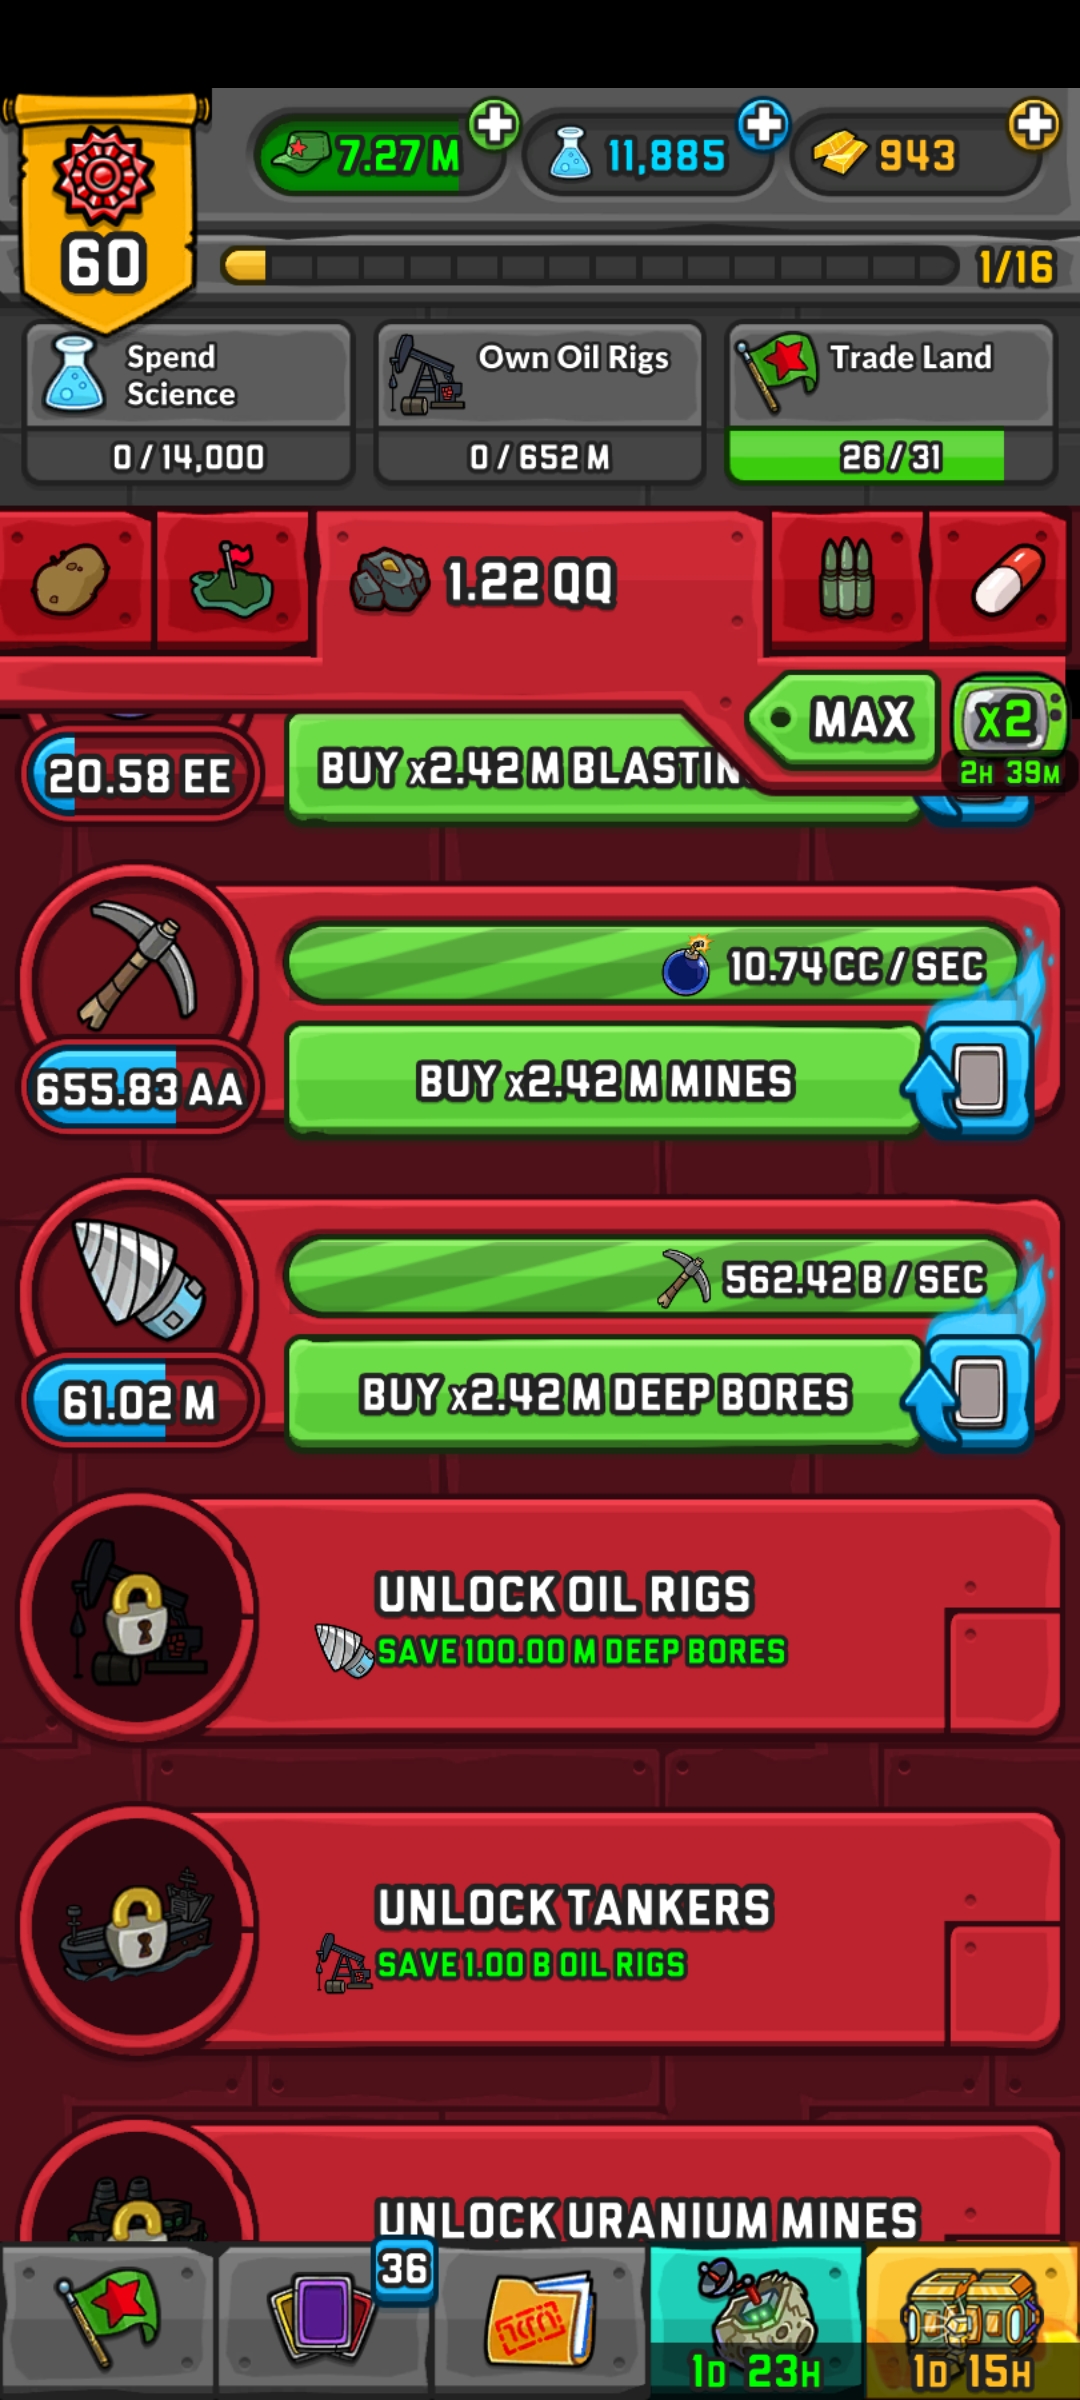 7.27 M
11,885
943
60
1/16
Spend
Science
0/14,000
Own Oil Rigs
0/652 M
Trade Land
26/31
1.22 QQ
MAX
x2
2H 39M
20.58 EE
BUY x2.42 M BLASTIN
10.74 CC / SEC
655.83 AA
BUY x2.42 M MINES
562.42 B / SEC
61.02 M
BUY x2.42 M DEEP BORES
UNLOCK OIL RIGS
SAVE 100.00 M DEEP BORES
UNLOCK TANKERS
SAVE 1.00 B OIL RIGS
UNLOCK URANIUM MINES
36
1D 23H
1D 15H